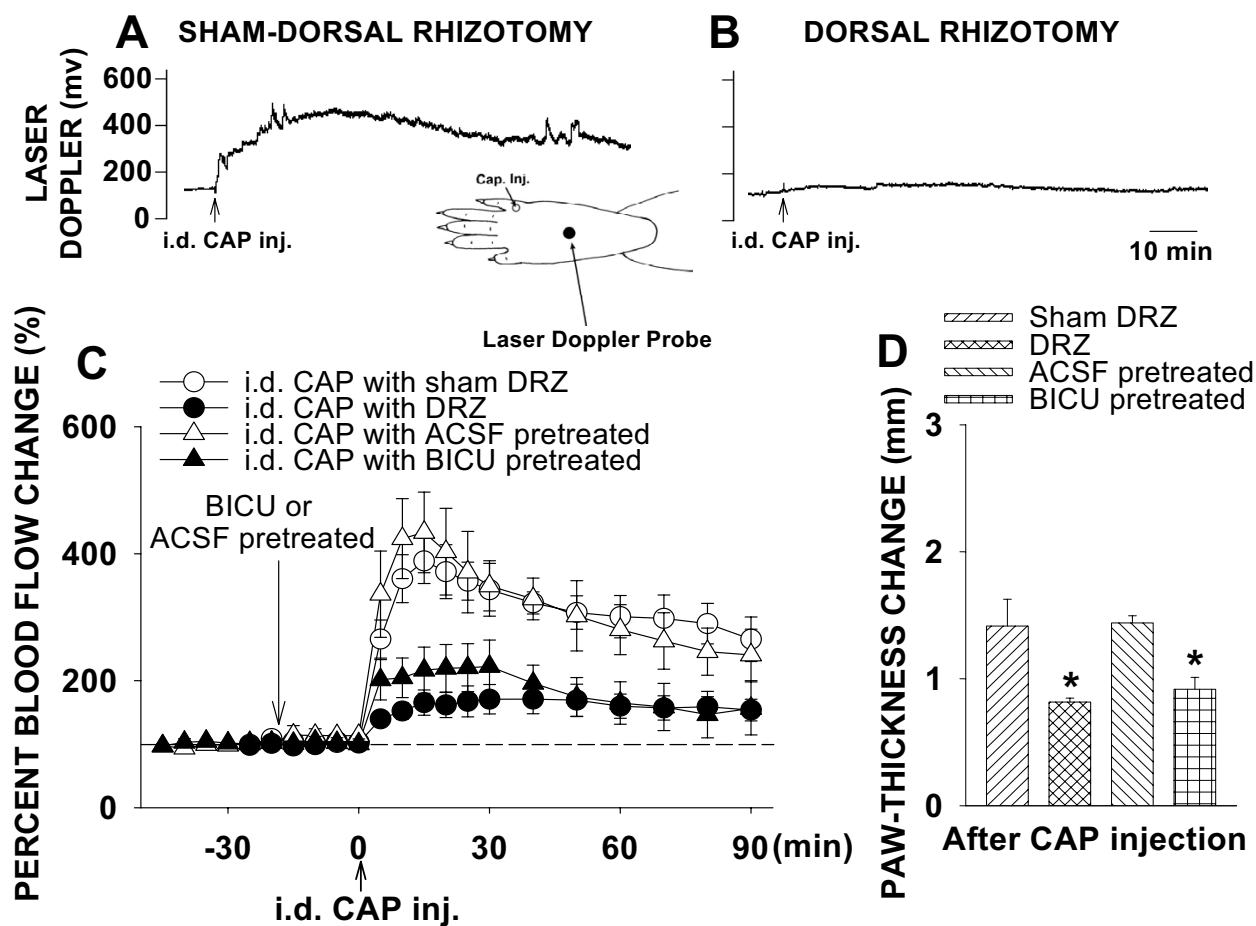 A SHAM-DORSAL RHIZOTOMY
LASER
DOPPLER (mv)
600
400
200
0
i.d. CAP inj.
Cap. Inj.
Laser Doppler Probe
B DORSAL RHIZOTOMY
i.d. CAP inj.
10 min
C
PERCENT BLOOD FLOW CHANGE (%)
i.d. CAP with sham DRZ
i.d. CAP with DRZ
i.d. CAP with ACSF pretreated
i.d. CAP with BICU pretreated
BICU or
ACSF pretreated
600
400
200
0
-30 0 30 60 90 (min)
i.d. CAP inj.
D
Sham DRZ
DRZ
ACSF pretreated
BICU pretreated
PAW-THICKNESS CHANGE (mm)
3
2
1
0
* *
After CAP injection